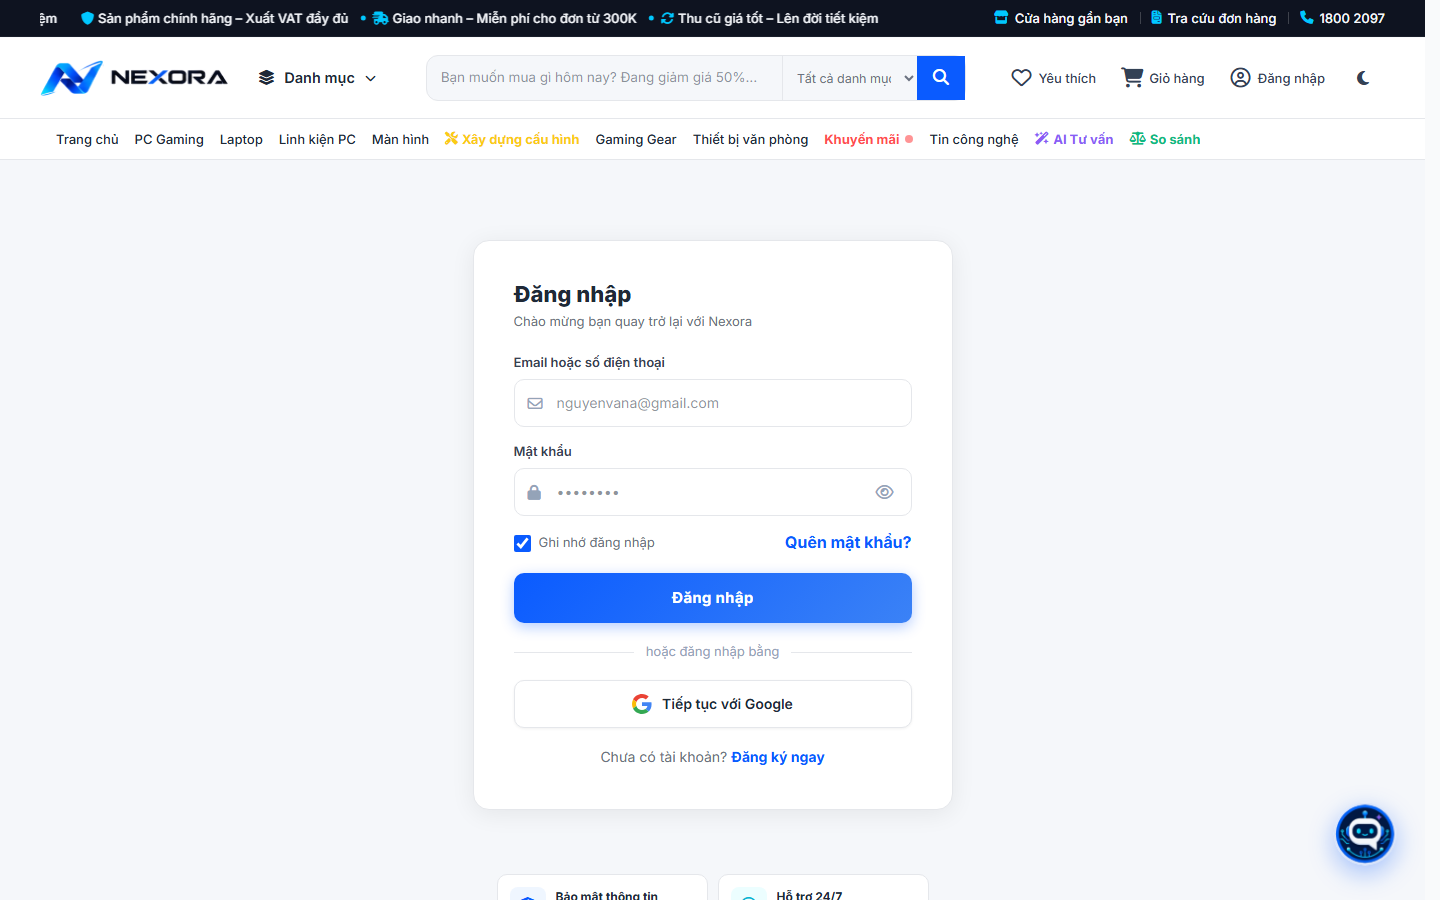 ệm Sản phẩm chính hãng – Xuất VAT đầy đủ • Giao nhanh – Miễn phí cho đơn từ 300K • Thu cũ giá tốt – Lên đời tiết kiệm Cửa hàng gần bạn Tra cứu đơn hàng 1800 2097
NEXORA Danh mục Bạn muốn mua gì hôm nay? Đang giảm giá 50%... Tất cả danh mục Yêu thích Giỏ hàng Đăng nhập
Trang chủ PC Gaming Laptop Linh kiện PC Màn hình Xây dựng cấu hình Gaming Gear Thiết bị văn phòng Khuyến mãi Tin công nghệ AI Tư vấn So sánh
Đăng nhập
Chào mừng bạn quay trở lại với Nexora
Email hoặc số điện thoại
nguyenvana@gmail.com
Mật khẩu
••••••••
Ghi nhớ đăng nhập Quên mật khẩu?
Đăng nhập
hoặc đăng nhập bằng
Tiếp tục với Google
Chưa có tài khoản? Đăng ký ngay
Bảo mật thông tin Hỗ trợ 24/7